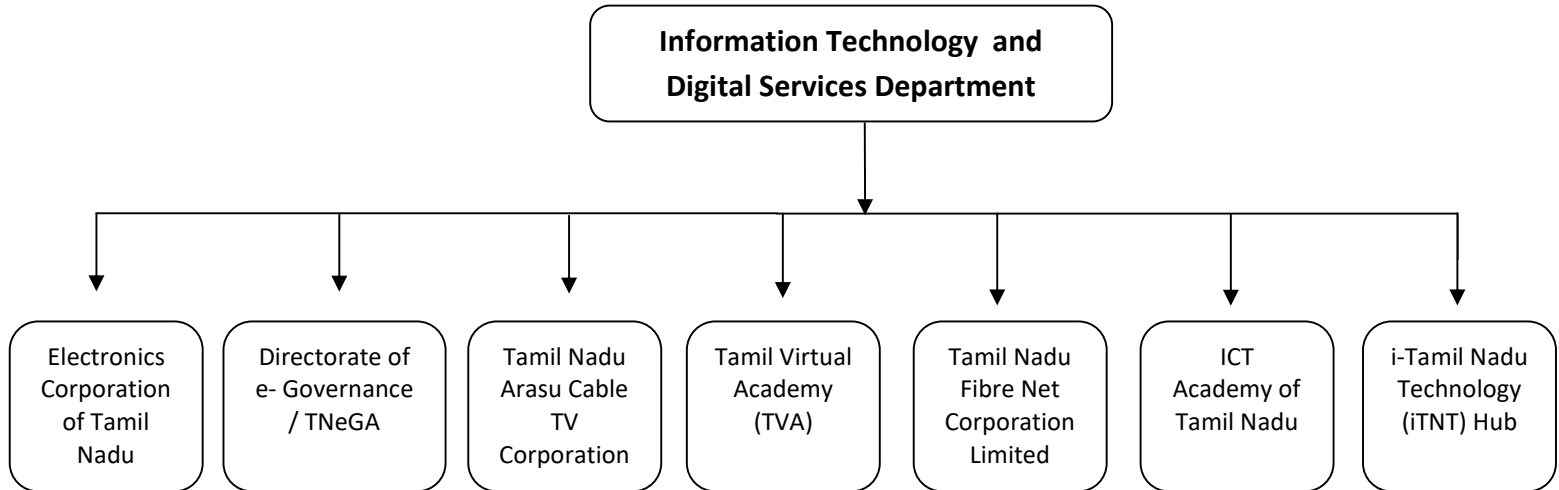 Information Technology and
Digital Services Department
Electronics
Corporation
of Tamil
Nadu
Directorate of
e- Governance
/ TNeGA
Tamil Nadu
Arasu Cable
TV
Corporation
Tamil Virtual
Academy
(TVA)
Tamil Nadu
Fibre Net
Corporation
Limited
ICT
Academy of
Tamil Nadu
i-Tamil Nadu
Technology
(iTNT) Hub